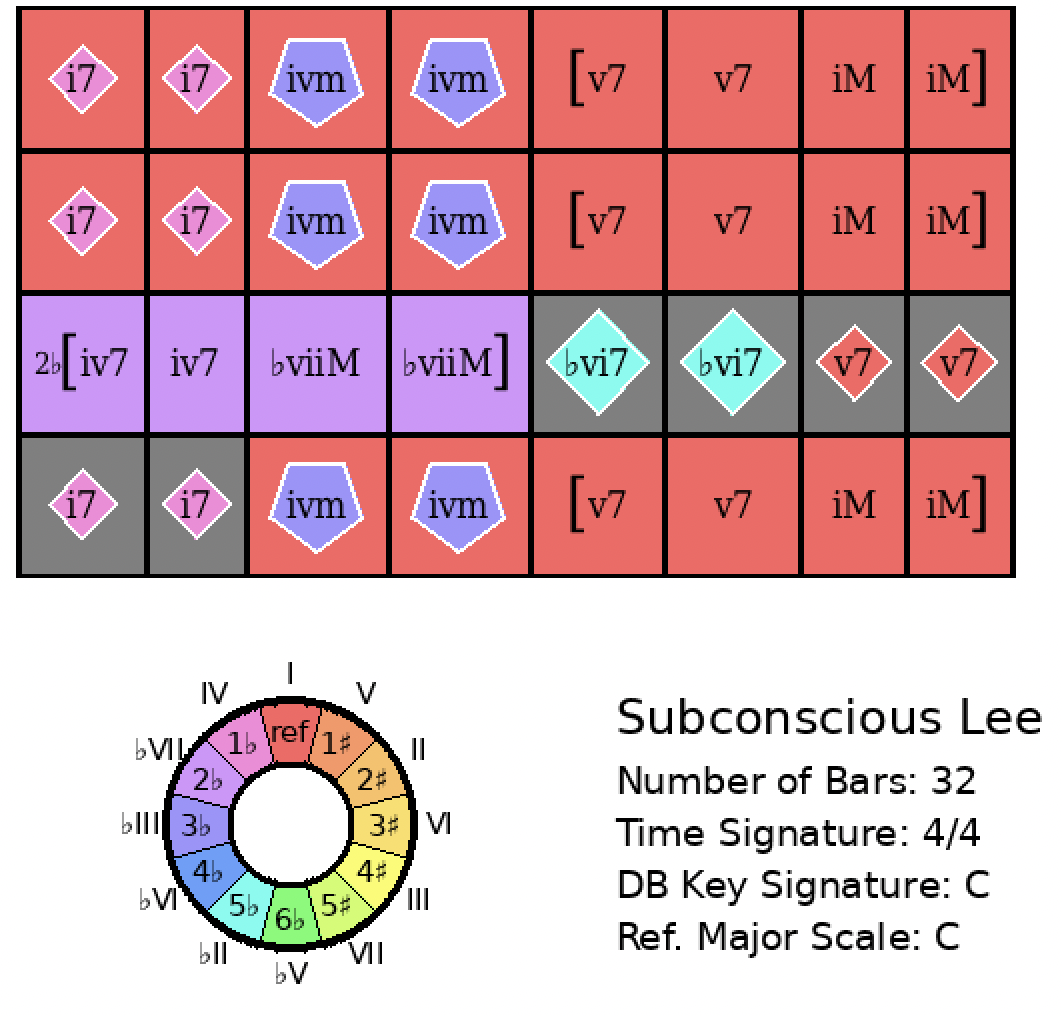 i7 i7 ivm ivm [v7 v7 iM iM]
i7 i7 ivm ivm [v7 v7 iM iM]
2♭[iv7 iv7 ♭viiM ♭viiM] ♭vi7 ♭vi7 v7 v7
i7 i7 ivm ivm [v7 v7 iM iM]
I
IV V
♭VII II
♭III VI
♭VI III
♭II VII
♭V
ref
1♭ 1♯
2♭ 2♯
3♭ 3♯
4♭ 4♯
5♭ 5♯
6♭
Subconscious Lee
Number of Bars: 32
Time Signature: 4/4
DB Key Signature: C
Ref. Major Scale: C